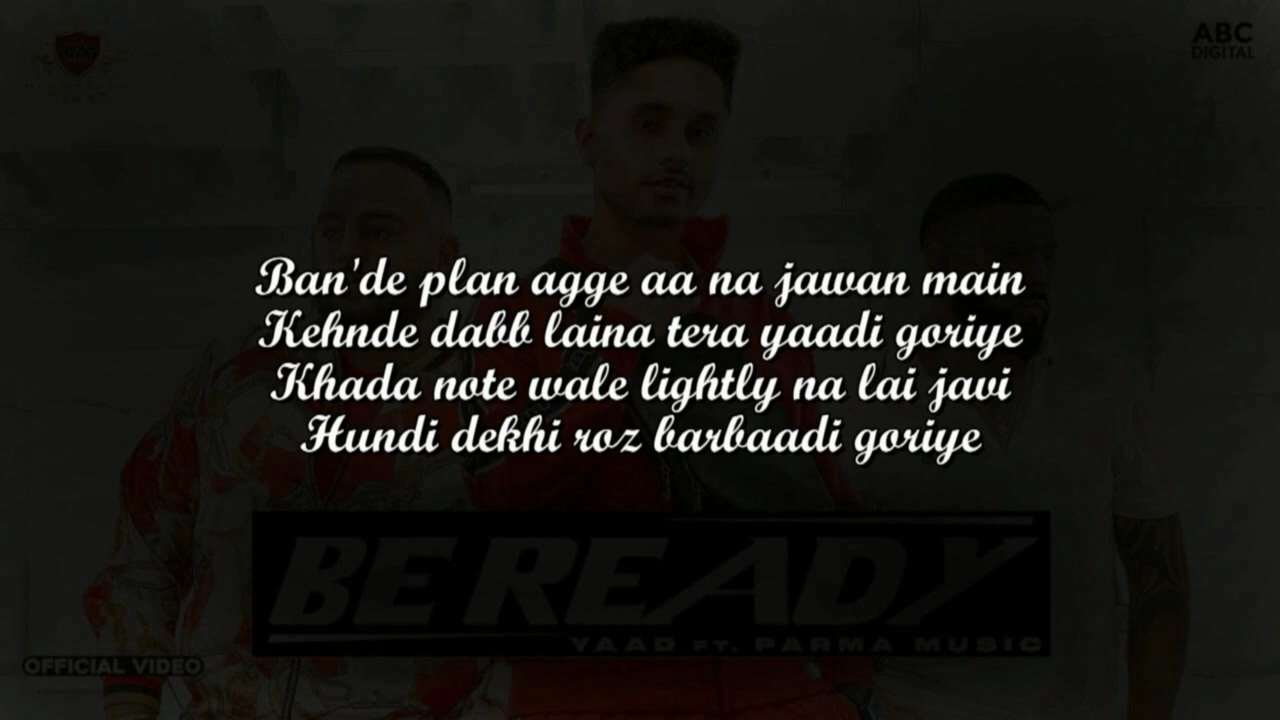 RMG
ABC
DIGITAL
Ban'de plan agge aa na jawan main
Kehnde dabb laina tera yaadi goriye
Khada note wale lightly na lai javi
Hundi dekhi roz barbaadi goriye
BE READY
YAAD FT. PARMA MUSIC
OFFICIAL VIDEO